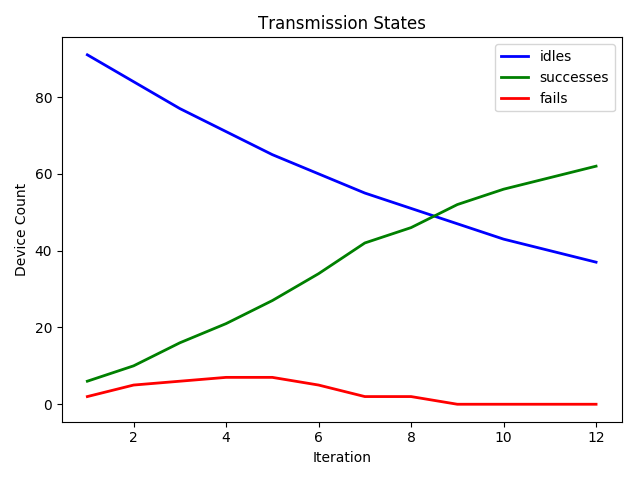 Transmission States
idles
successes
fails
Device Count
80
60
40
20
0
2 4 6 8 10 12
Iteration